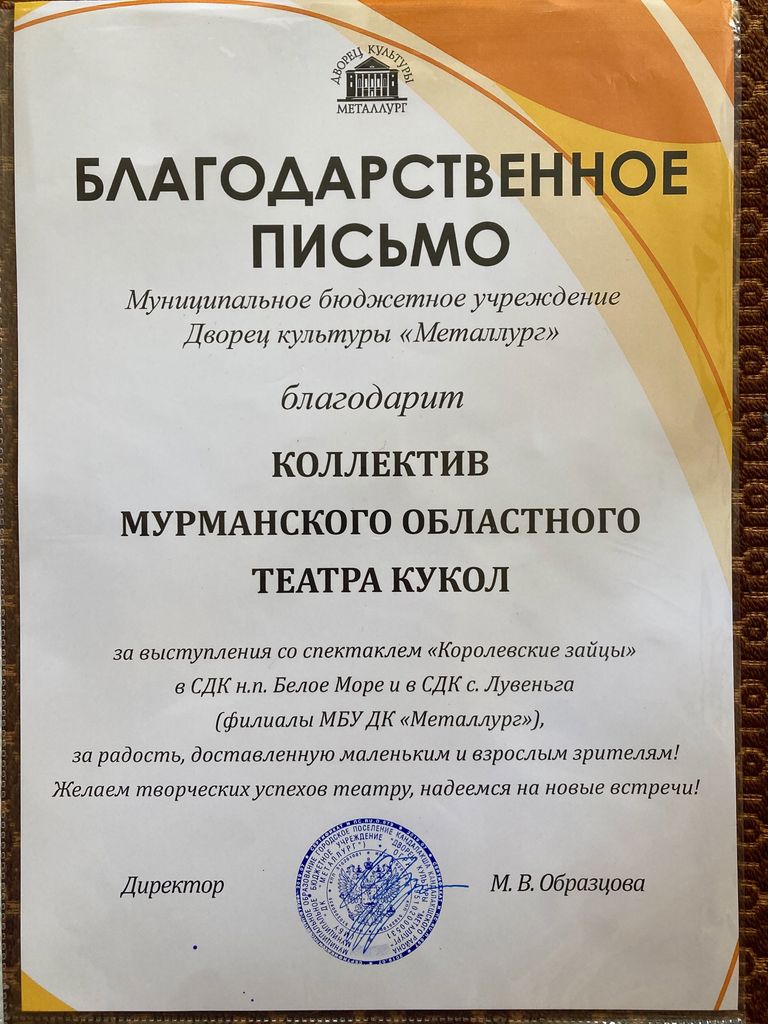 ДВОРЕЦ КУЛЬТУРЫ
МЕТАЛЛУРГ
БЛАГОДАРСТВЕННОЕ
ПИСЬМО
Муниципальное бюджетное учреждение
Дворец культуры «Металлург»
благодарит
КОЛЛЕКТИВ
МУРМАНСКОГО ОБЛАСТНОГО
ТЕАТРА КУКОЛ
за выступления со спектаклем «Королевские зайцы»
в СДК н.п. Белое Море и в СДК с. Лувеньга
(филиалы МБУ ДК «Металлург»),
за радость, доставленную маленьким и взрослым зрителям!
Желаем творческих успехов театру, надеемся на новые встречи!
Директор
М. В. Образцова